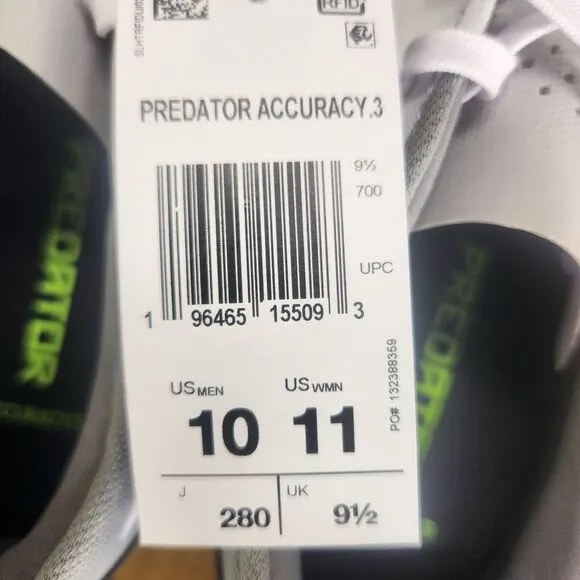 RFID
PREDATOR ACCURACY.3
9½
700
UPC
1 96465 15509 3
PO# 132388359
US MEN
10
US WMN
11
J
280
UK
9½
PREDATOR
PREDATOR